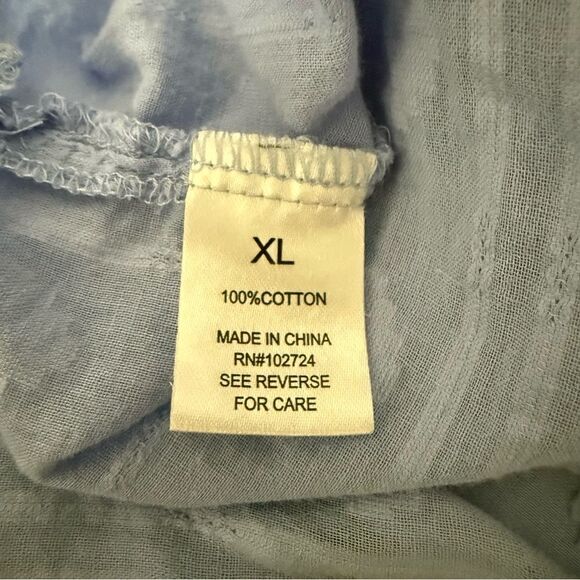 XL
100%COTTON
MADE IN CHINA
RN#102724
SEE REVERSE
FOR CARE